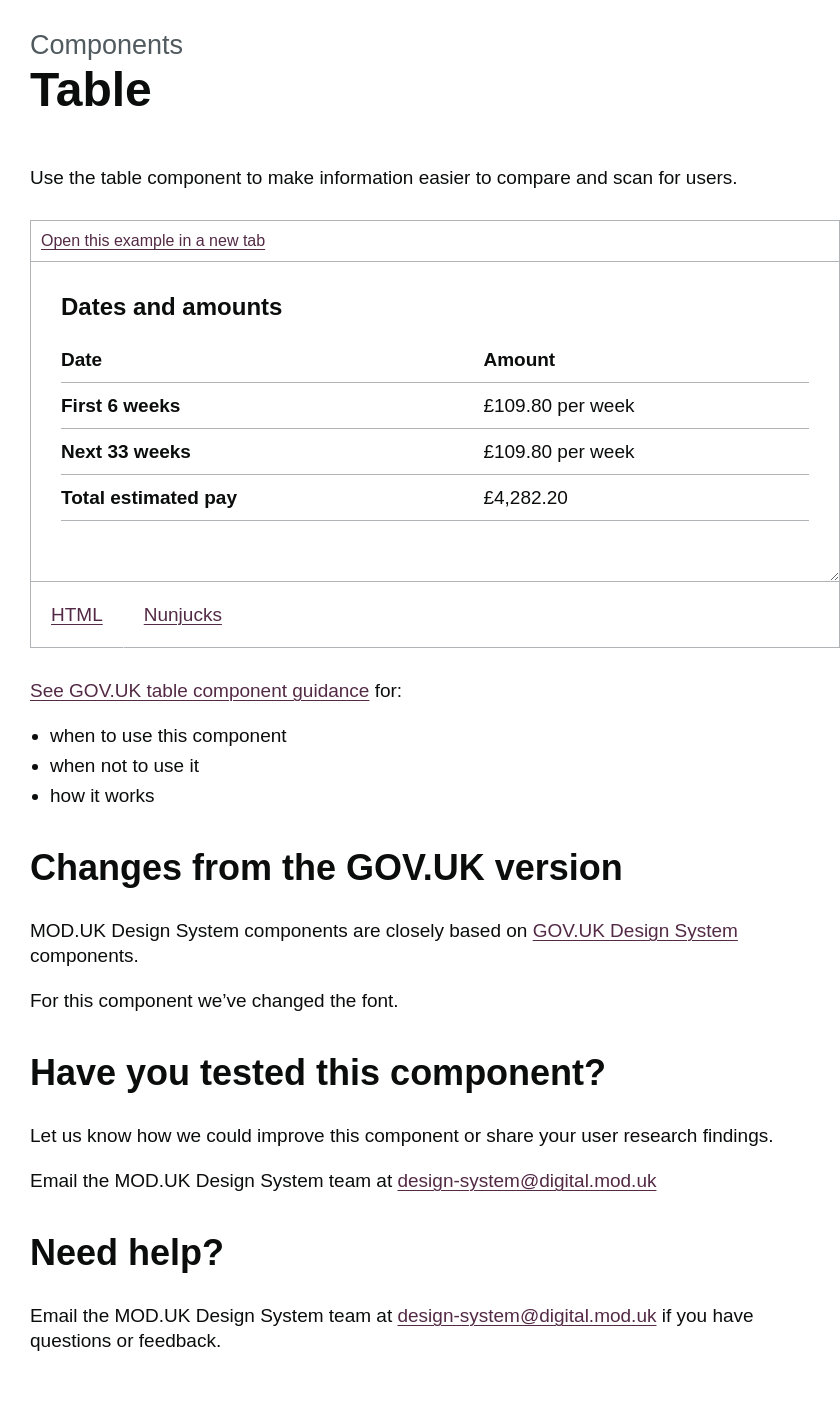 Components
Table
Use the table component to make information easier to compare and scan for users.
Open this example in a new tab
Dates and amounts
Date Amount
First 6 weeks £109.80 per week
Next 33 weeks £109.80 per week
Total estimated pay £4,282.20
HTML Nunjucks
See GOV.UK table component guidance for:
• when to use this component
• when not to use it
• how it works
Changes from the GOV.UK version
MOD.UK Design System components are closely based on GOV.UK Design System
components.
For this component we’ve changed the font.
Have you tested this component?
Let us know how we could improve this component or share your user research findings.
Email the MOD.UK Design System team at design-system@digital.mod.uk
Need help?
Email the MOD.UK Design System team at design-system@digital.mod.uk if you have
questions or feedback.